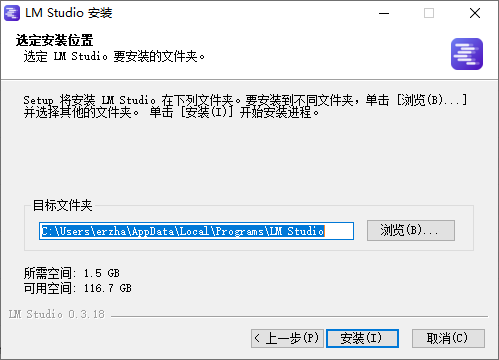 LM Studio 安装
选定安装位置
选定 LM Studio 要安装的文件夹。
Setup 将安装 LM Studio 在下列文件夹。要安装到不同文件夹，单击 [浏览(B)...]
并选择其他的文件夹。 单击 [安装(I)] 开始安装进程。
目标文件夹
C:\Users\erzha\AppData\Local\Programs\LM Studio
浏览(B)...
所需空间: 1.5 GB
可用空间: 116.7 GB
LM Studio 0.3.18
< 上一步(P)
安装(I)
取消(C)